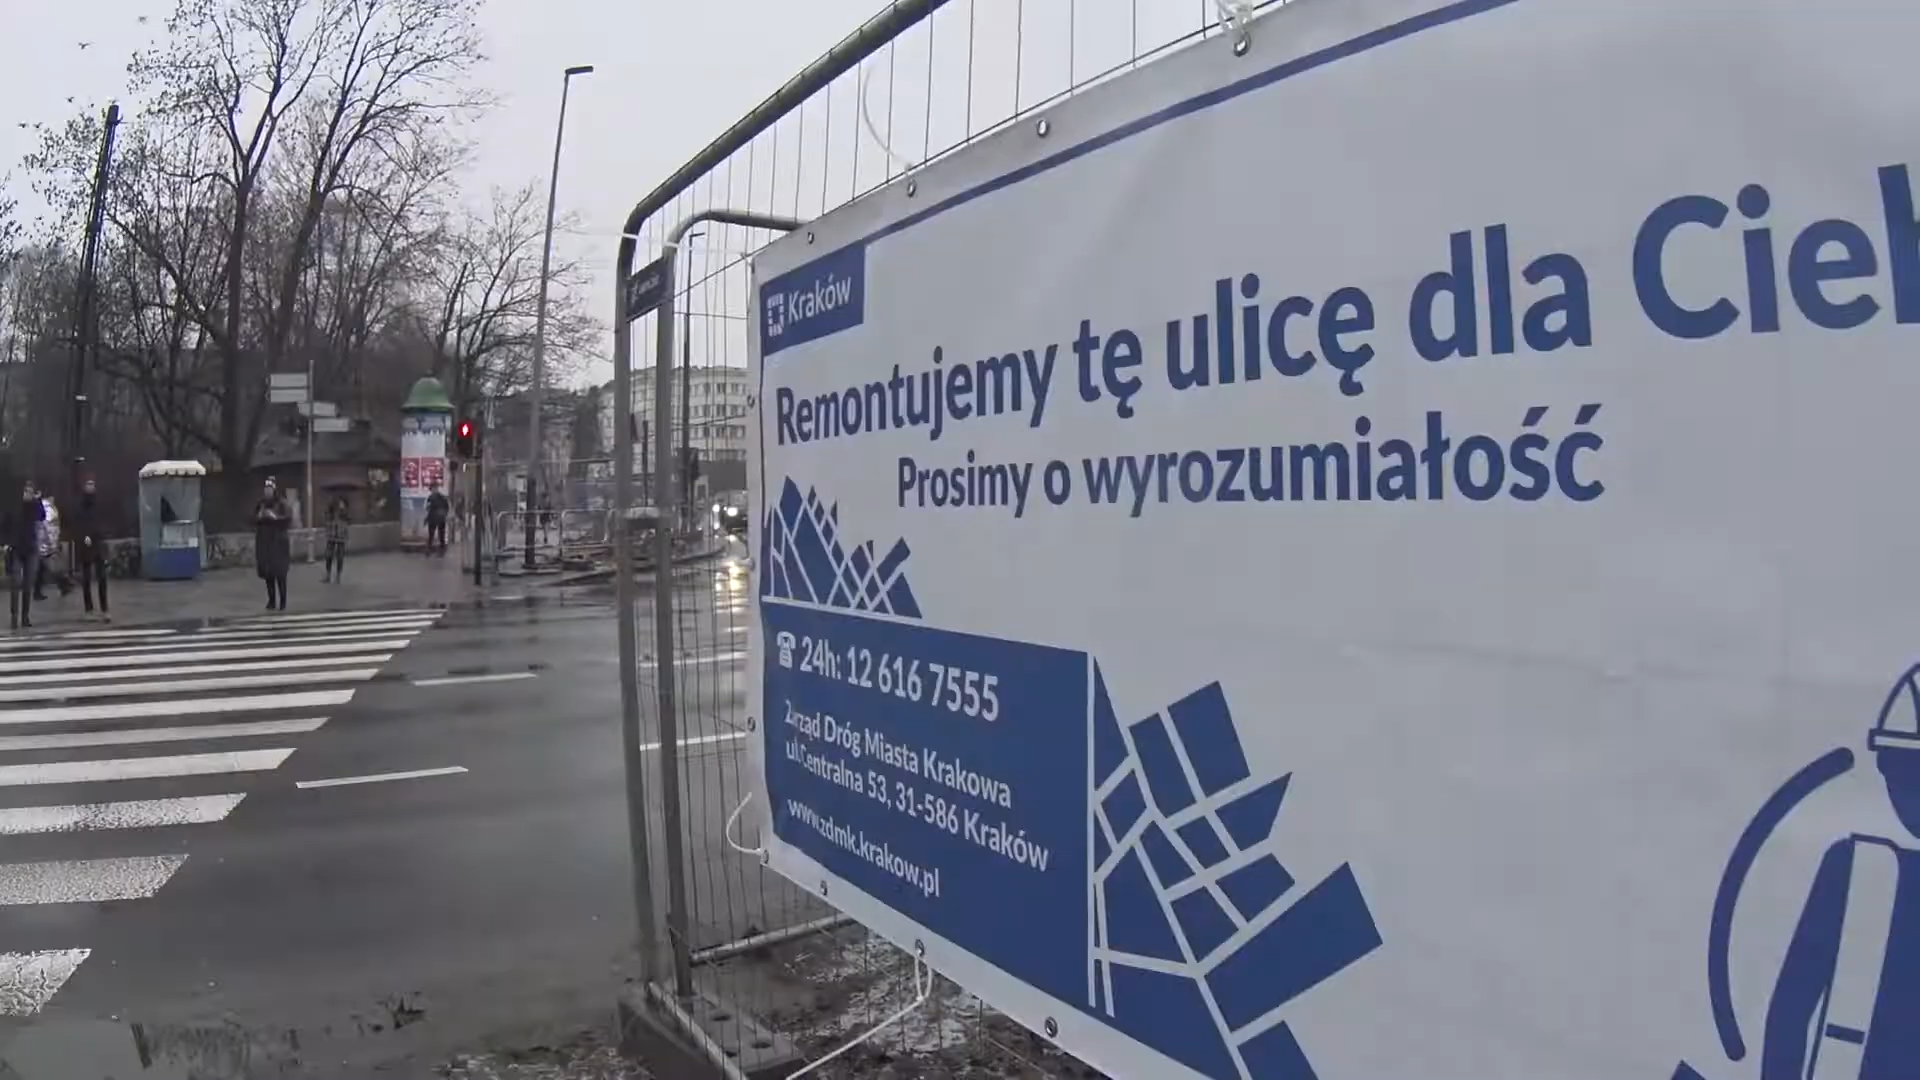 Kraków
Remontujemy tę ulicę dla Cieb
Prosimy o wyrozumiałość
24h: 12 616 7555
Zarząd Dróg Miasta Krakowa
ul.Centralna 53, 31-586 Kraków
www.zdmk.krakow.pl